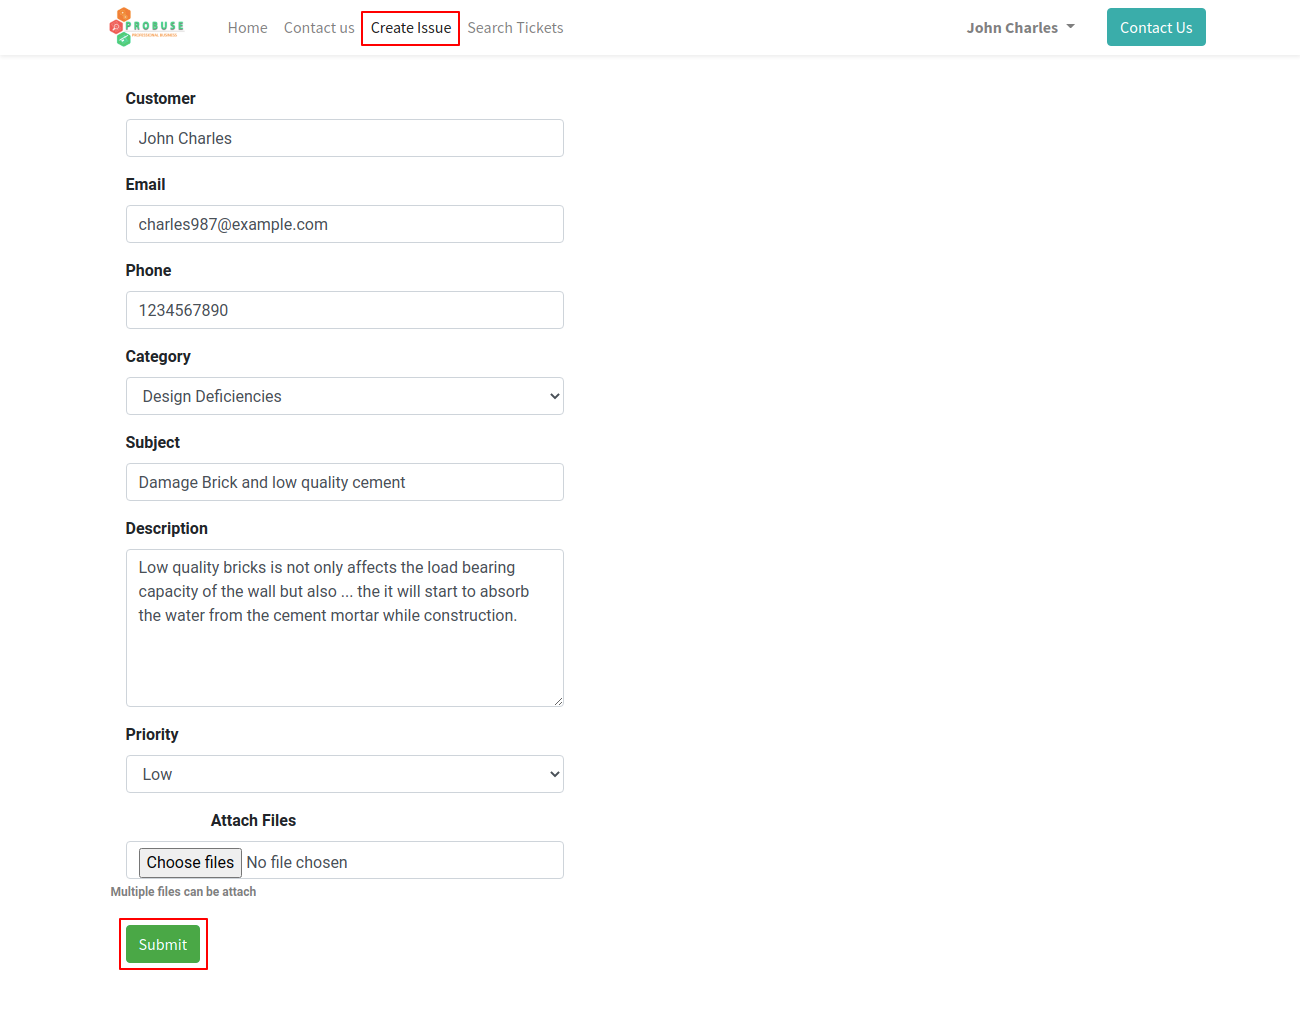 PROBUSE
PROFESSIONAL BUSINESS
Home
Contact us
Create Issue
Search Tickets
John Charles
Contact Us
Customer
John Charles
Email
charles987@example.com
Phone
1234567890
Category
Design Deficiencies
Subject
Damage Brick and low quality cement
Description
Low quality bricks is not only affects the load bearing
capacity of the wall but also ... the it will start to absorb
the water from the cement mortar while construction.
Priority
Low
Attach Files
Choose files No file chosen
Multiple files can be attach
Submit